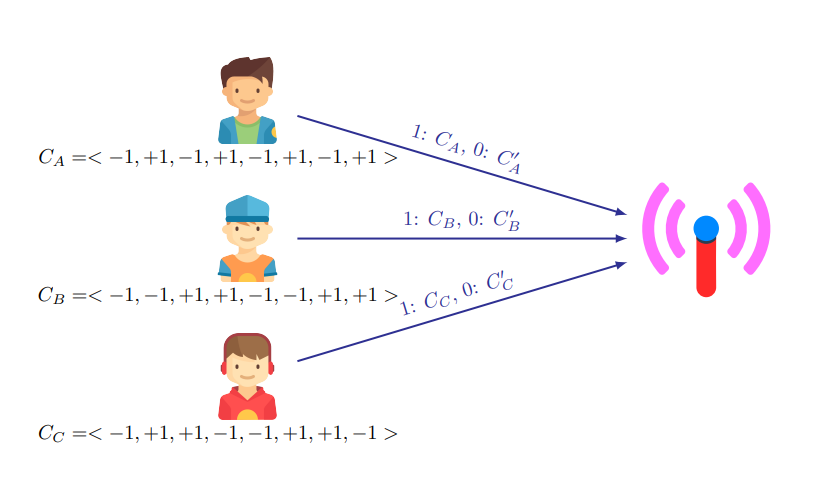 1: C_A, 0: C′_A
C_A =< −1, +1, −1, +1, −1, +1, −1, +1 >
1: C_B, 0: C′_B
C_B =< −1, −1, +1, +1, −1, −1, +1, +1 >
1: C_C, 0: C′_C
C_C =< −1, +1, +1, −1, −1, +1, +1, −1 >